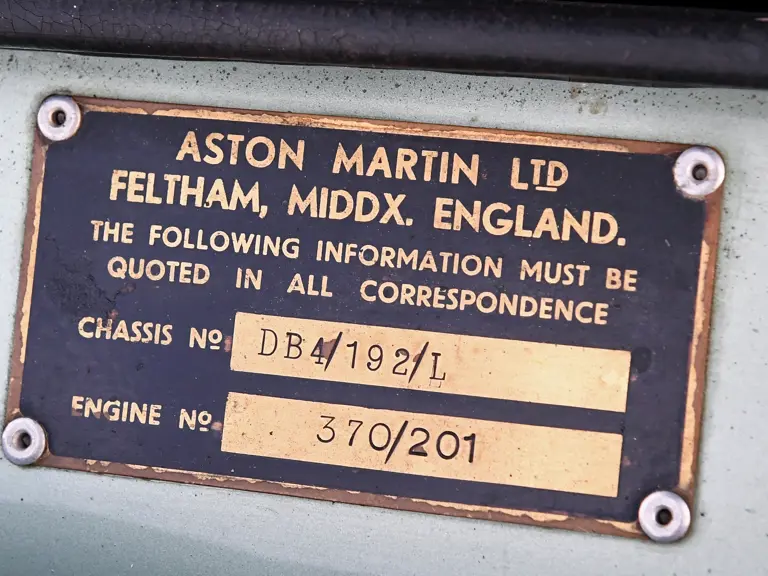 ASTON MARTIN LTD
FELTHAM, MIDDX. ENGLAND.
THE FOLLOWING INFORMATION MUST BE
QUOTED IN ALL CORRESPONDENCE
CHASSIS Nº DB4/192/L
ENGINE Nº 370/201